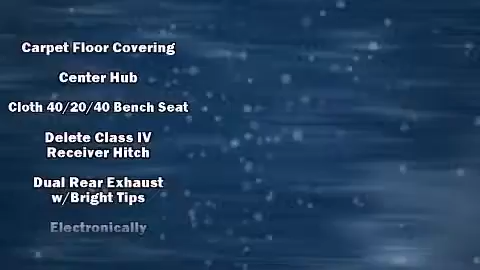 Carpet Floor Covering
Center Hub
Cloth 40/20/40 Bench Seat
Delete Class IV
Receiver Hitch
Dual Rear Exhaust
w/Bright Tips
Electronically